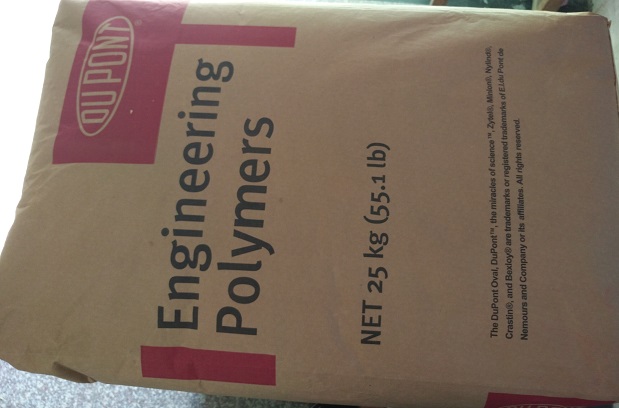 DU PONT
Engineering
Polymers
NET 25 kg (55.1 lb)
The DuPont Oval, DuPont™, the miracles of science™, Zytel®, Minlon®, Rynite®,
Crastin®, and Bexloy® are trademarks or registered trademarks of E.I.du Pont de
Nemours and Company or its affiliates. All rights reserved.